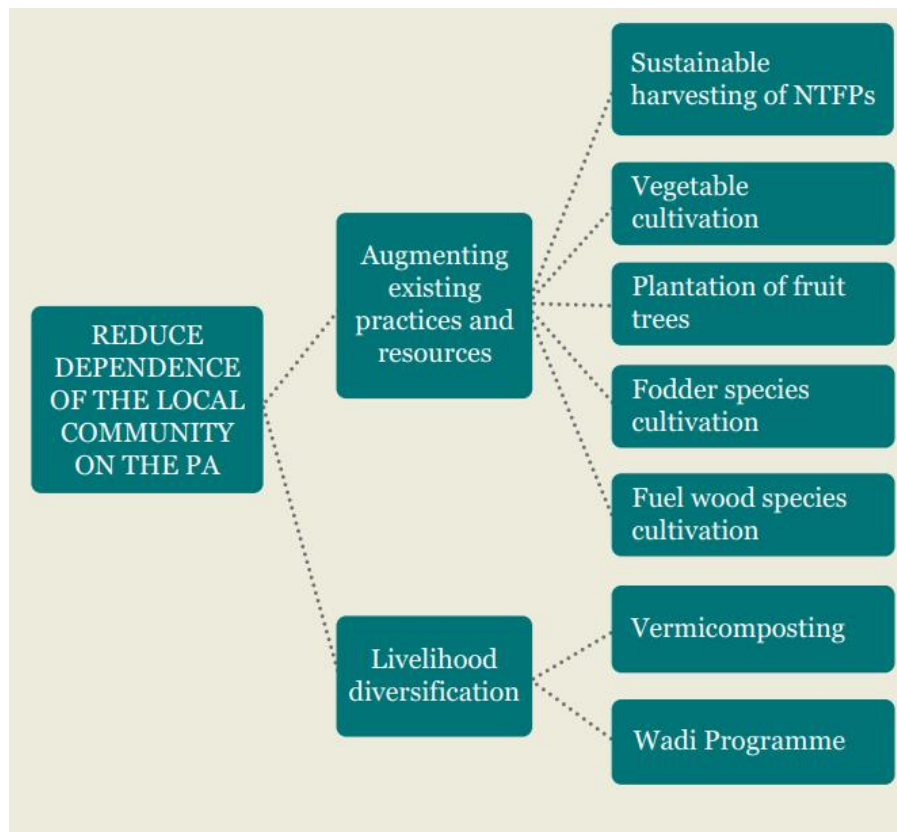 REDUCE
DEPENDENCE
OF THE LOCAL
COMMUNITY
ON THE PA
Augmenting
existing
practices and
resources
Sustainable
harvesting of NTFPs
Vegetable
cultivation
Plantation of fruit
trees
Fodder species
cultivation
Fuel wood species
cultivation
Livelihood
diversification
Vermicomposting
Wadi Programme